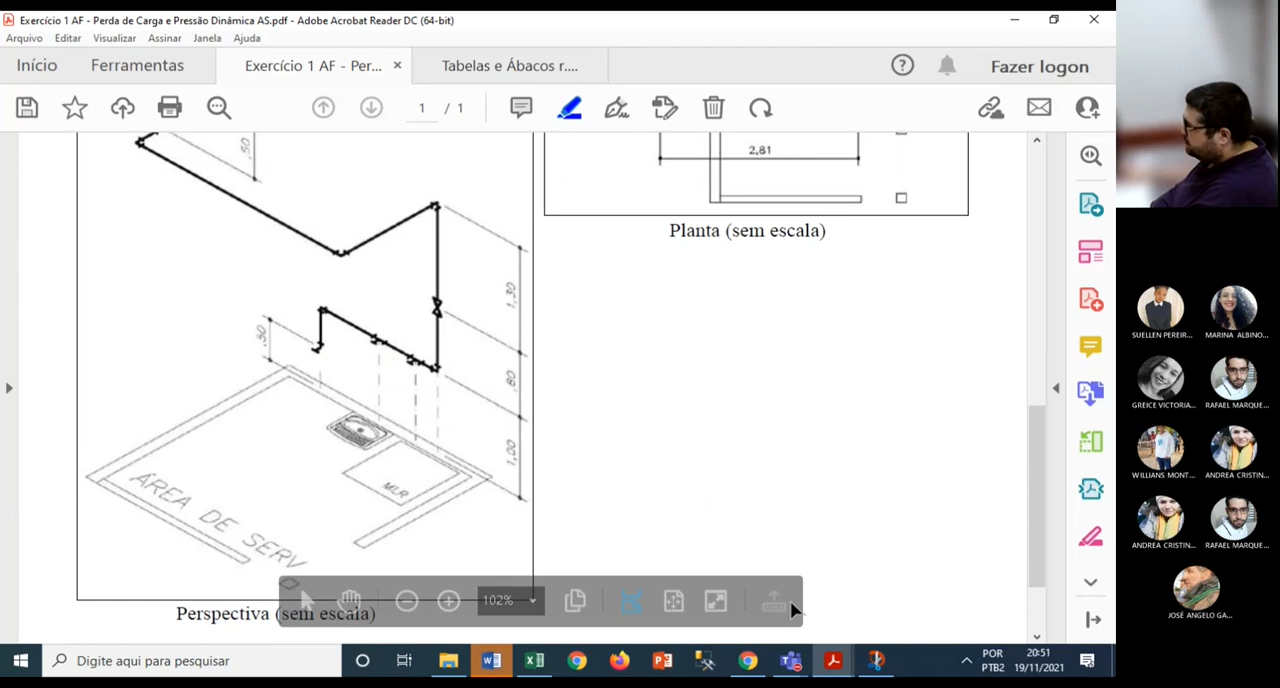 Exercício 1 AF - Perda de Carga e Pressão Dinâmica AS.pdf - Adobe Acrobat Reader DC (64-bit)
Arquivo Editar Visualizar Assinar Janela Ajuda
Início Ferramentas Exercício 1 AF - Per... × Tabelas e Ábacos r.... ? Fazer logon
1 / 1
,50
2,81
Planta (sem escala)
1,30
,50
,80
1,00
MLR
ÁREA DE SERV
102%
Perspectiva (sem escala)
SUELLEN PEREIR... MARINA ALBINO...
GREICE VICTORIA... RAFAEL MARQUE...
WILLIANS MONT... ANDREA CRISTIN...
ANDREA CRISTIN... RAFAEL MARQUE...
JOSÉ ANGELO GA...
Digite aqui para pesquisar
POR
PTB2
20:51
19/11/2021